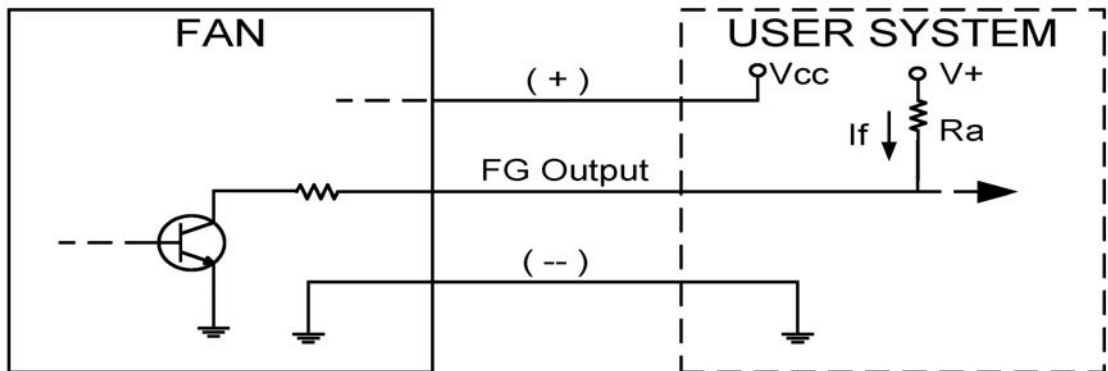 FAN
USER SYSTEM
( + )
Vcc
V+
If
Ra
FG Output
( -- )